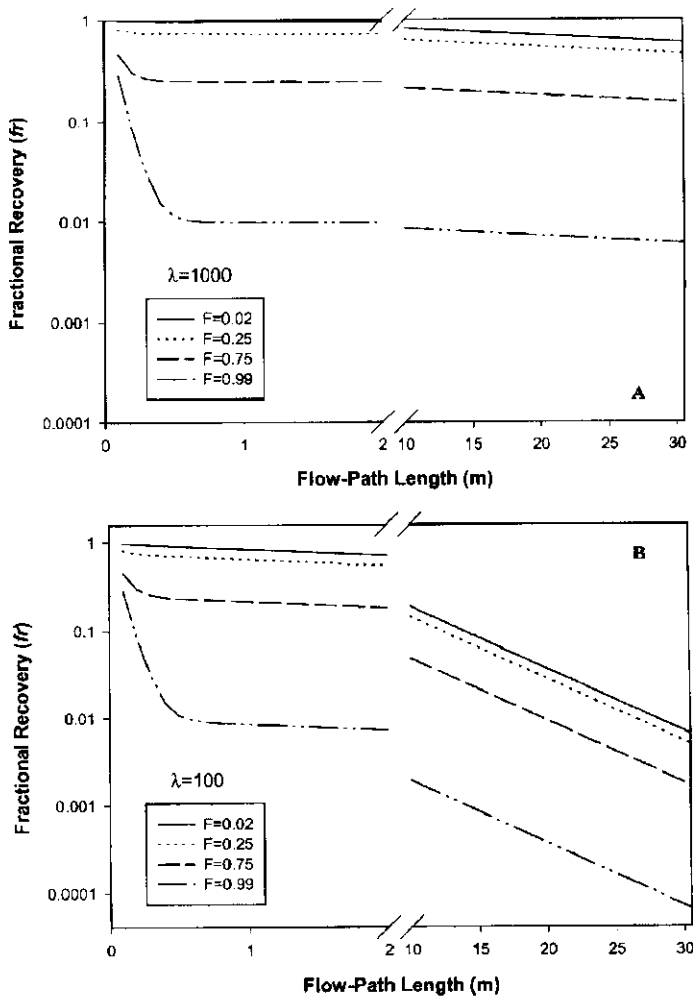 Fractional Recovery (fr)
1
0.1
0.01
0.001
0.0001
λ=1000
F=0.02
F=0.25
F=0.75
F=0.99
A
0
1
2
10
15
20
25
30
Flow-Path Length (m)
Fractional Recovery (fr)
1
0.1
0.01
0.001
0.0001
B
λ=100
F=0.02
F=0.25
F=0.75
F=0.99
0
1
2
10
15
20
25
30
Flow-Path Length (m)